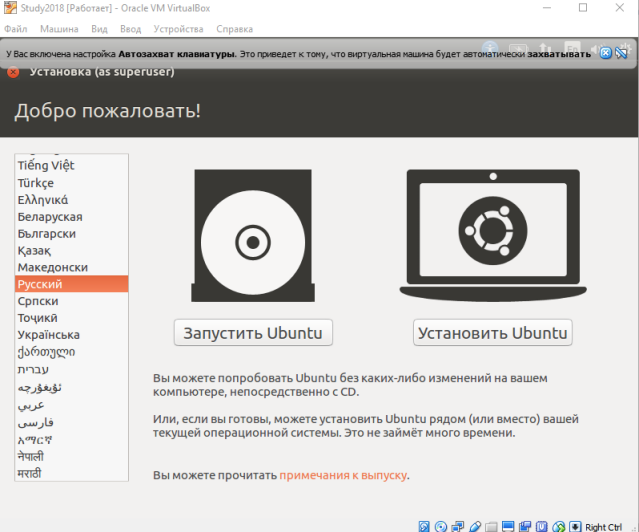 Study2018 [Работает] - Oracle VM VirtualBox
Файл Машина Вид Ввод Устройства Справка
У Вас включена настройка Автозахват клавиатуры. Это приведет к тому, что виртуальная машина будет автоматически захватывать
Установка (as superuser)
Добро пожаловать!
Tiếng Việt
Türkçe
Ελληνικά
Беларуская
Български
Қазақ
Македонски
Русский
Српски
Тоҷикӣ
Українська
ქართული
עברית
ئۇيغۇرچە
عربي
فارسی
አማርኛ
नेपाली
मराठी
Запустить Ubuntu
Установить Ubuntu
Вы можете попробовать Ubuntu без каких-либо изменений на вашем
компьютере, непосредственно с CD.
Или, если вы готовы, можете установить Ubuntu рядом (или вместо) вашей
текущей операционной системы. Это не займёт много времени.
Вы можете прочитать примечания к выпуску.
Right Ctrl